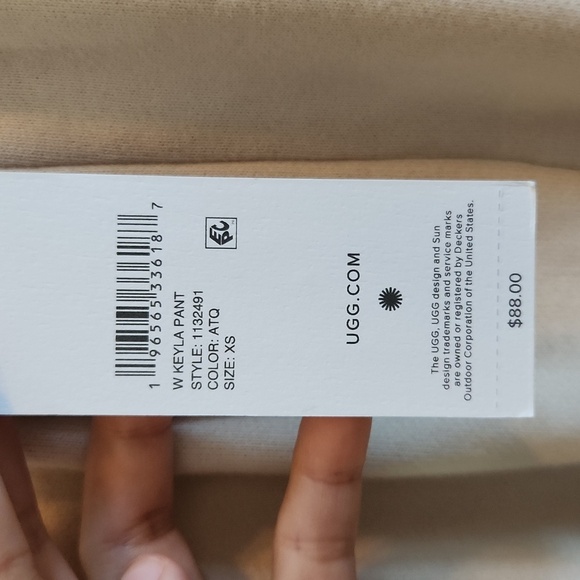 1 96565 33618 7
W KEYLA PANT
STYLE: 1132491
COLOR: ATQ
SIZE: XS
EPC
UGG.COM
The UGG, UGG design and Sun
design trademarks and service marks
are owned or registered by Deckers
Outdoor Corporation of the United States.
$88.00